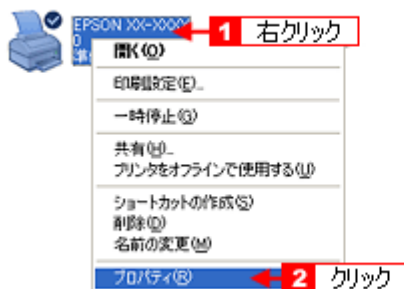 EPSON XX-XXXX
1 右クリック
0
開く(O)
印刷設定(E)...
一時停止(G)
共有(H)...
プリンタをオフラインで使用する(U)
ショートカットの作成(S)
削除(D)
名前の変更(M)
プロパティ(R)
2 クリック